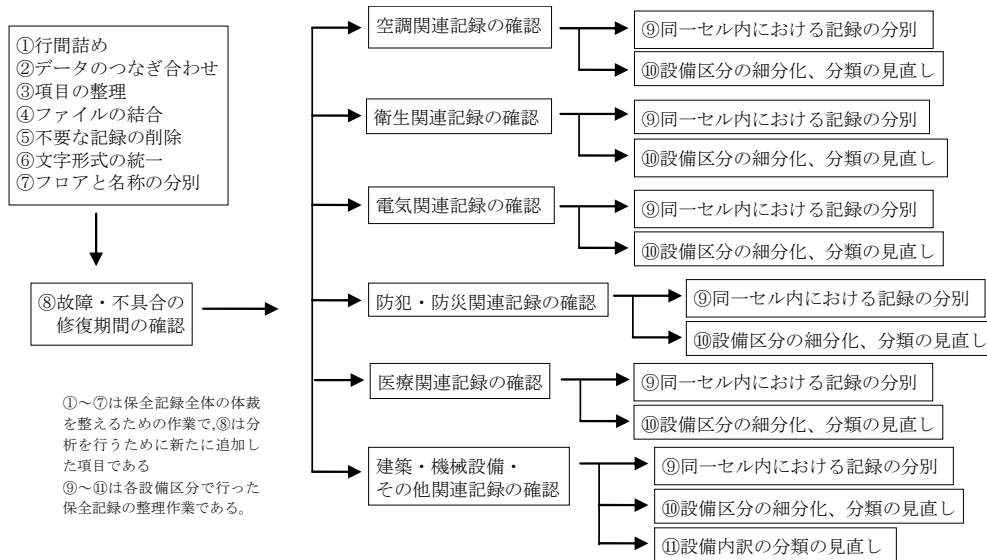 ①行間詰め
②データのつなぎ合わせ
③項目の整理
④ファイルの結合
⑤不要な記録の削除
⑥文字形式の統一
⑦フロアと名称の分別
⑧故障・不具合の
修復期間の確認
①～⑦は保全記録全体の体裁
を整えるための作業で,⑧は分
析を行うために新たに追加し
た項目である
⑨～⑪は各設備区分で行った
保全記録の整理作業である。
空調関連記録の確認
⑨同一セル内における記録の分別
⑩設備区分の細分化、分類の見直し
衛生関連記録の確認
⑨同一セル内における記録の分別
⑩設備区分の細分化、分類の見直し
電気関連記録の確認
⑨同一セル内における記録の分別
⑩設備区分の細分化、分類の見直し
防犯・防災関連記録の確認
⑨同一セル内における記録の分別
⑩設備区分の細分化、分類の見直し
医療関連記録の確認
⑨同一セル内における記録の分別
⑩設備区分の細分化、分類の見直し
建築・機械設備・
その他関連記録の確認
⑨同一セル内における記録の分別
⑩設備区分の細分化、分類の見直し
⑪設備内訳の分類の見直し